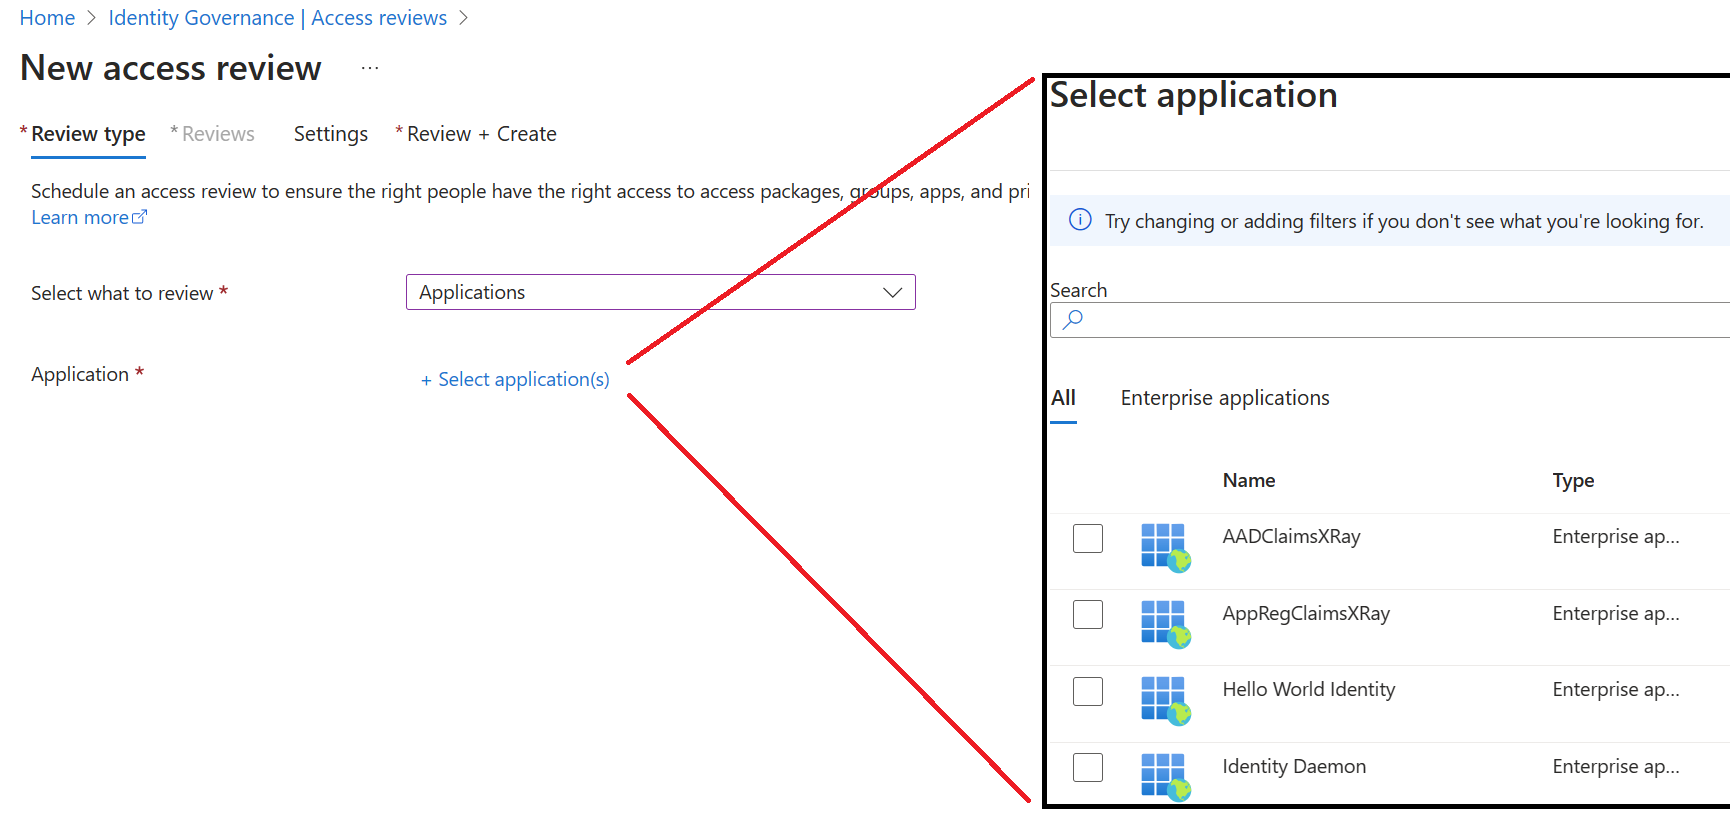 Home > Identity Governance | Access reviews >
New access review ...
* Review type * Reviews Settings * Review + Create
Schedule an access review to ensure the right people have the right access to access packages, groups, apps, and pri
Learn more
Select what to review * Applications
Application * + Select application(s)
Select application
Try changing or adding filters if you don't see what you're looking for.
Search
All Enterprise applications
Name Type
AADClaimsXRay Enterprise ap...
AppRegClaimsXRay Enterprise ap...
Hello World Identity Enterprise ap...
Identity Daemon Enterprise ap...